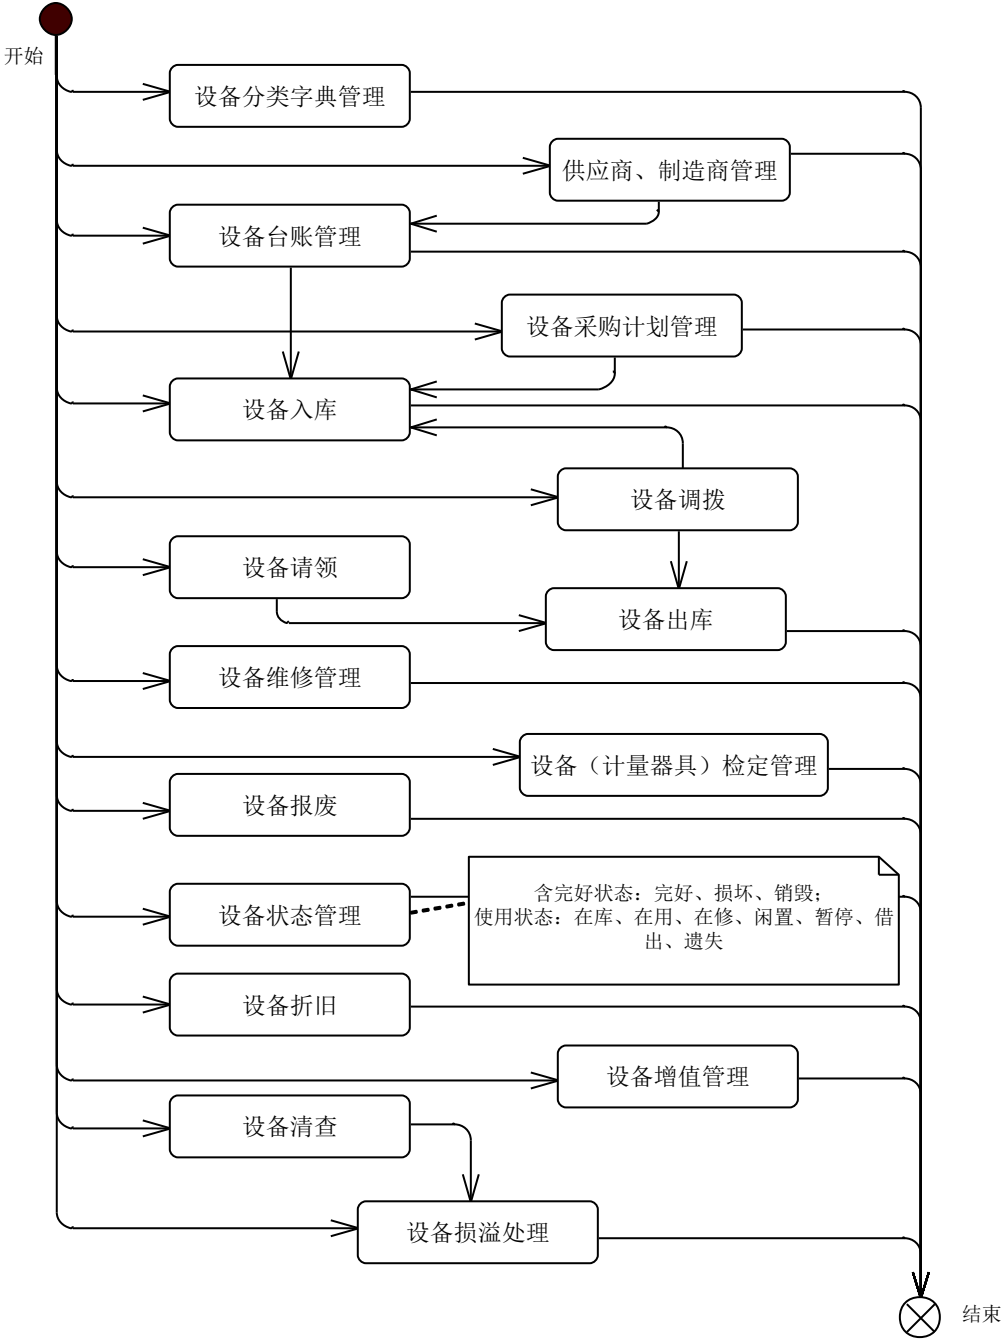 开始
设备分类字典管理
供应商、制造商管理
设备台账管理
设备采购计划管理
设备入库
设备调拨
设备请领
设备出库
设备维修管理
设备（计量器具）检定管理
设备报废
含完好状态：完好、损坏、销毁；
使用状态：在库、在用、在修、闲置、暂停、借
出、遗失
设备状态管理
设备折旧
设备增值管理
设备清查
设备损溢处理
结束